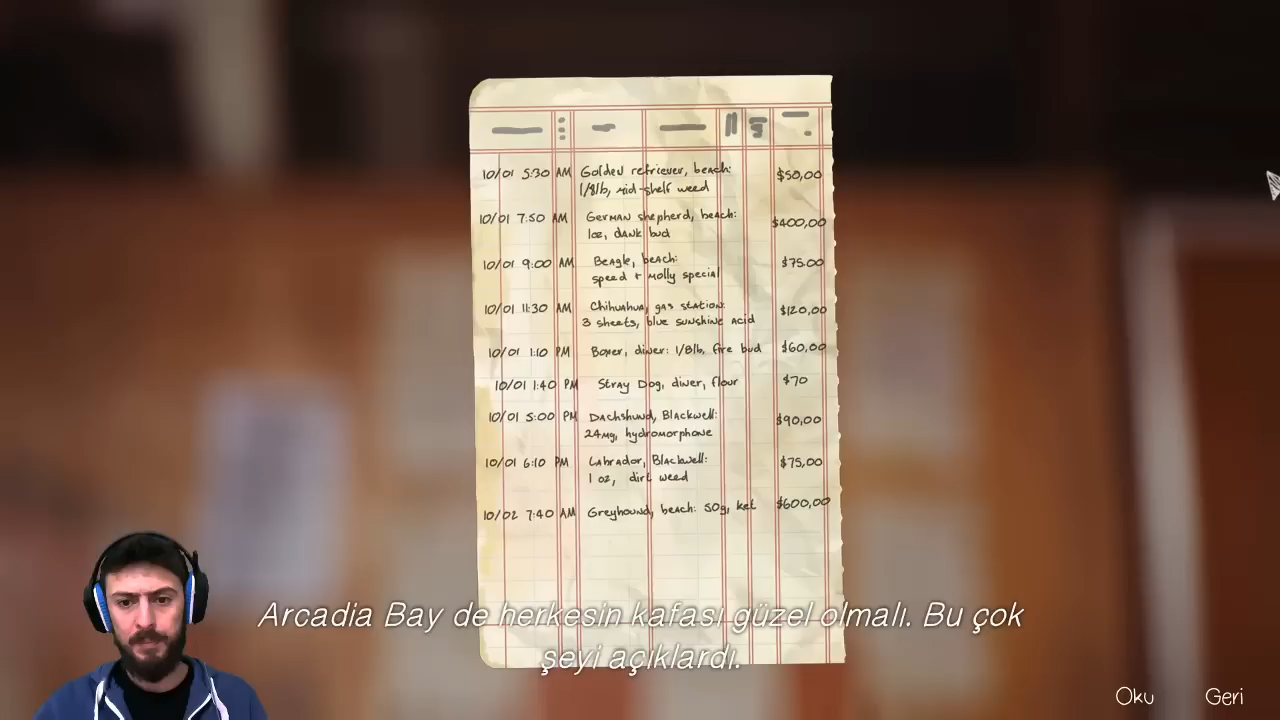 10/01 5:30 AM Golden retriever, beach: $50,00
1/8lb, mid-shelf weed
10/01 7:50 AM German shepherd, beach: $400,00
1oz, dank bud
10/01 9:00 AM Beagle, beach: $75.00
speed + Molly special
10/01 11:30 AM Chihuahua, gas station: $120,00
3 sheets, blue sunshine acid
10/01 1:10 PM Boxer, diner: 1/8lb, fire bud $60,00
10/01 1:40 PM Stray Dog, diner, flour $70
10/01 5:00 PM Dachshund, Blackwell: $90,00
24mg, hydromorphone
10/01 6:10 PM Labrador, Blackwell: $75,00
1 oz, dirt weed
10/02 7:40 AM Greyhound, beach: 50g, ket $600,00
Arcadia Bay de herkesin kafası güzel olmalı. Bu çok
şeyi açıklardı.
Oku Geri